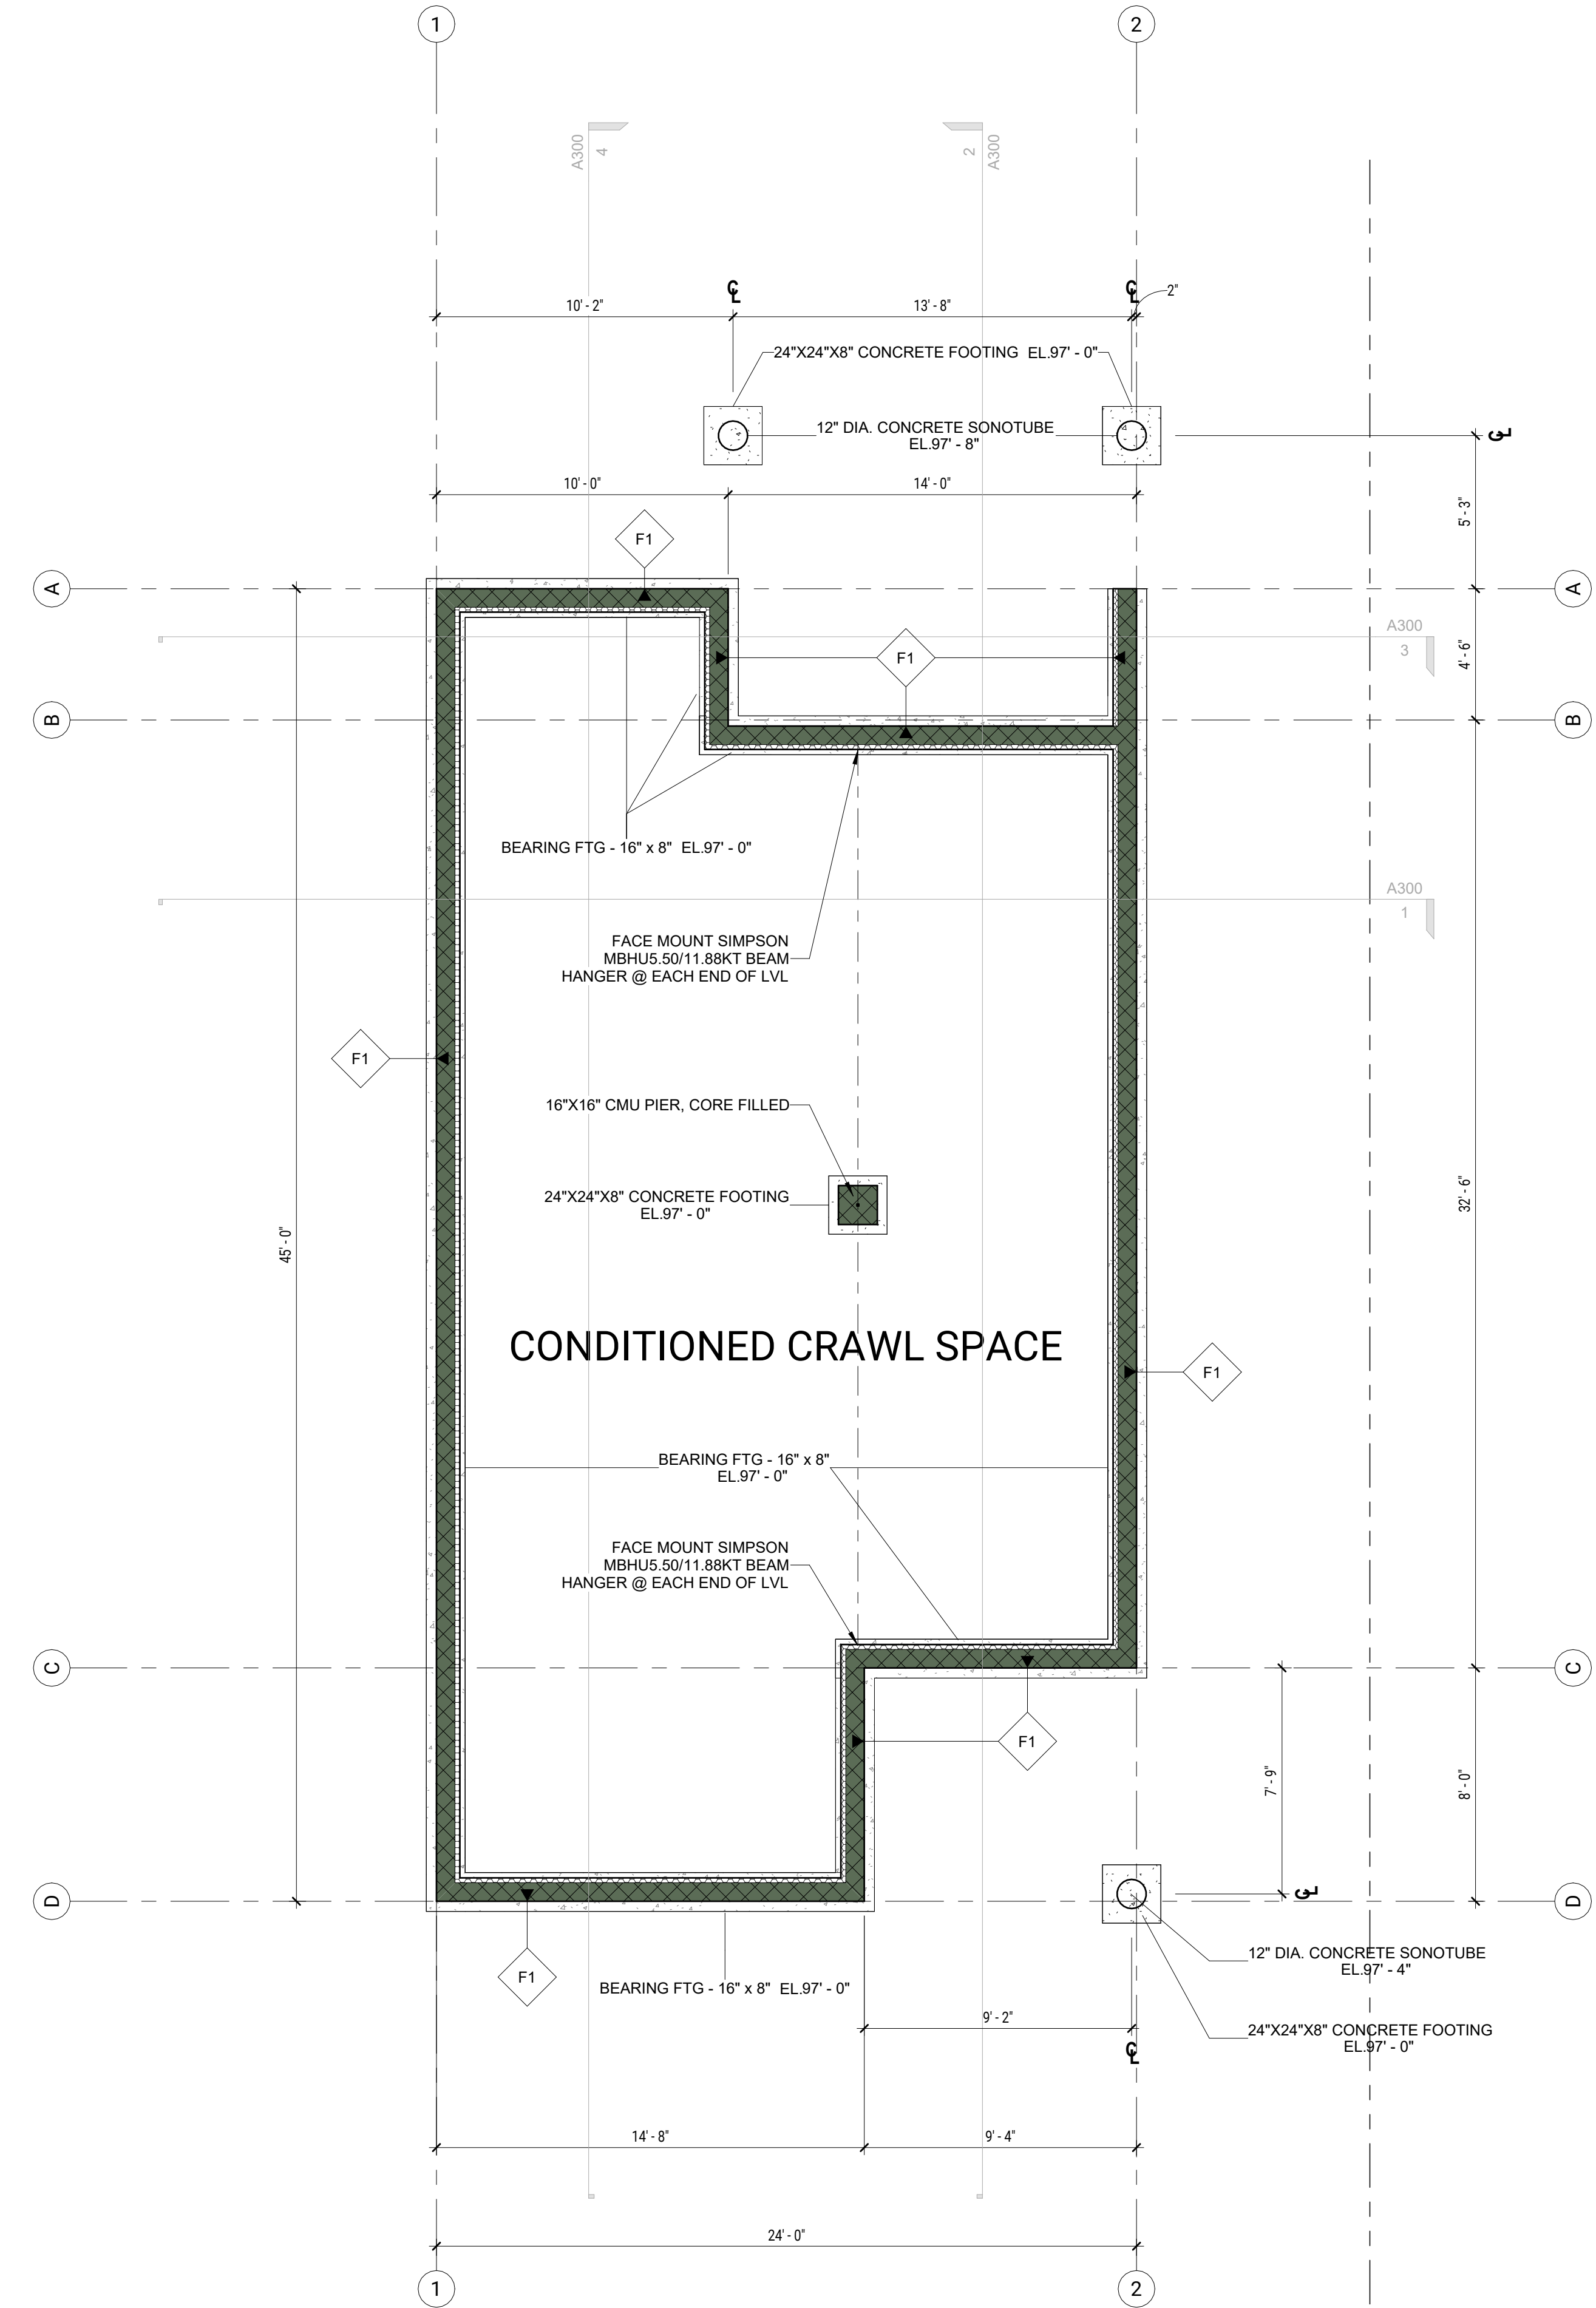 1
2
A300
4
2
A300
℄
℄
2"
10' - 2"
13' - 8"
24"X24"X8" CONCRETE FOOTING EL.97' - 0"
12" DIA. CONCRETE SONOTUBE
EL.97' - 8"
℄
10' - 0"
14' - 0"
5' - 3"
F1
A
A
A300
3
F1
4' - 6"
B
B
BEARING FTG - 16" x 8" EL.97' - 0"
A300
1
FACE MOUNT SIMPSON
MBHU5.50/11.88KT BEAM
HANGER @ EACH END OF LVL
F1
16"X16" CMU PIER, CORE FILLED
24"X24"X8" CONCRETE FOOTING
EL.97' - 0"
32' - 6"
45' - 0"
CONDITIONED CRAWL SPACE
F1
BEARING FTG - 16" x 8"
EL.97' - 0"
FACE MOUNT SIMPSON
MBHU5.50/11.88KT BEAM
HANGER @ EACH END OF LVL
C
C
F1
7' - 9"
8' - 0"
D
℄
D
12" DIA. CONCRETE SONOTUBE
EL.97' - 4"
F1
BEARING FTG - 16" x 8" EL.97' - 0"
9' - 2"
24"X24"X8" CONCRETE FOOTING
EL.97' - 0"
℄
14' - 8"
9' - 4"
24' - 0"
1
2